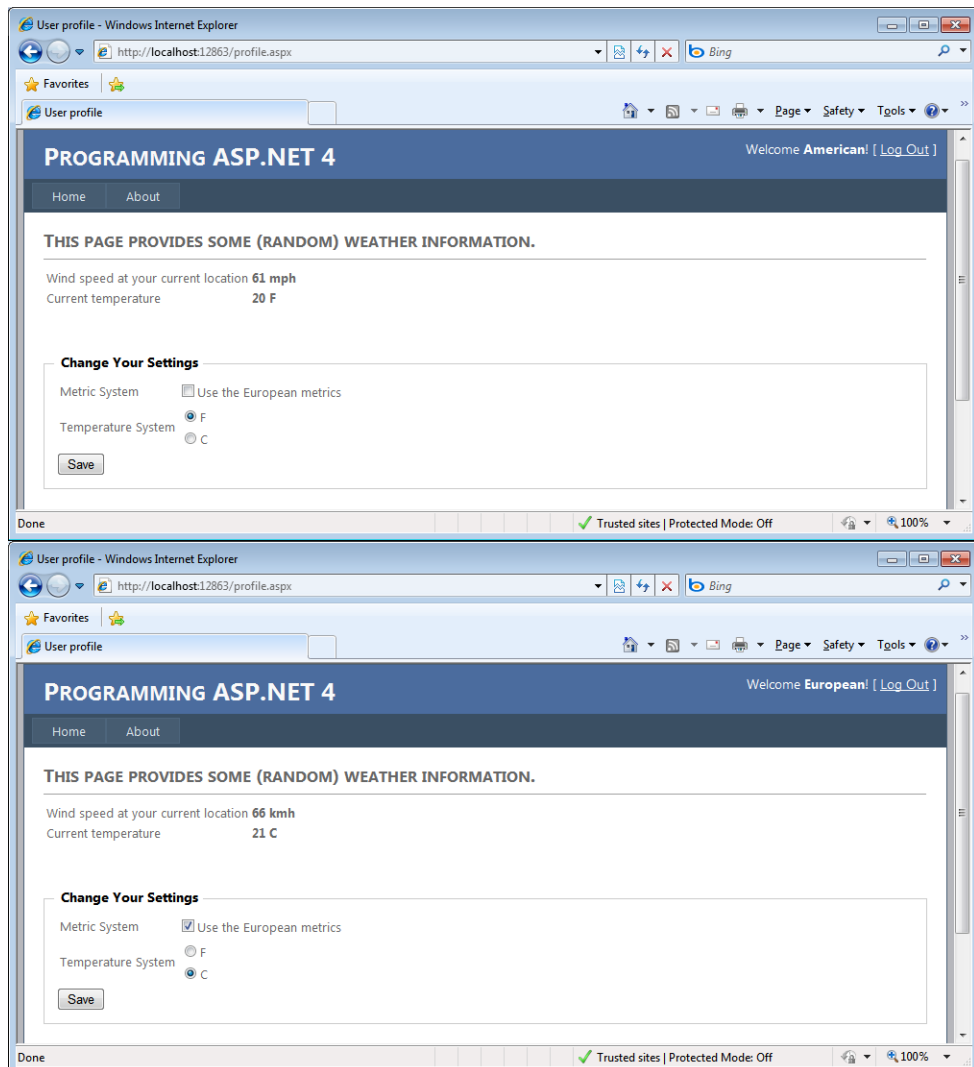 User profile - Windows Internet Explorer
http://localhost:12863/profile.aspx
Bing
Favorites
User profile
Page Safety Tools
PROGRAMMING ASP.NET 4
Welcome American! [ Log Out ]
Home About
THIS PAGE PROVIDES SOME (RANDOM) WEATHER INFORMATION.
Wind speed at your current location 61 mph
Current temperature 20 F
Change Your Settings
Metric System Use the European metrics
F
Temperature System
C
Save
Done Trusted sites | Protected Mode: Off 100%
User profile - Windows Internet Explorer
http://localhost:12863/profile.aspx
Bing
Favorites
User profile
Page Safety Tools
PROGRAMMING ASP.NET 4
Welcome European! [ Log Out ]
Home About
THIS PAGE PROVIDES SOME (RANDOM) WEATHER INFORMATION.
Wind speed at your current location 66 kmh
Current temperature 21 C
Change Your Settings
Metric System Use the European metrics
F
Temperature System
C
Save
Done Trusted sites | Protected Mode: Off 100%